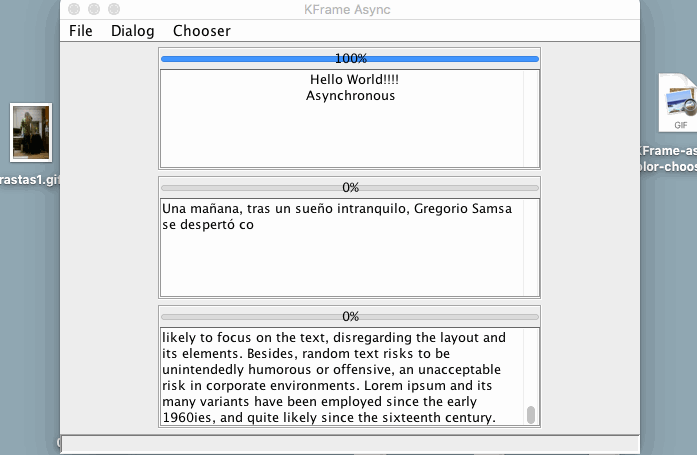 KFrame Async
File Dialog Chooser
100%
Hello World!!!!
Asynchronous
0%
Una mañana, tras un sueño intranquilo, Gregorio Samsa
se despertó co
0%
likely to focus on the text, disregarding the layout and
its elements. Besides, random text risks to be
unintendedly humorous or offensive, an unacceptable
risk in corporate environments. Lorem ipsum and its
many variants have been employed since the early
1960ies, and quite likely since the sixteenth century.
rastas1.gif
GIF
KFrame-as
olor-choos